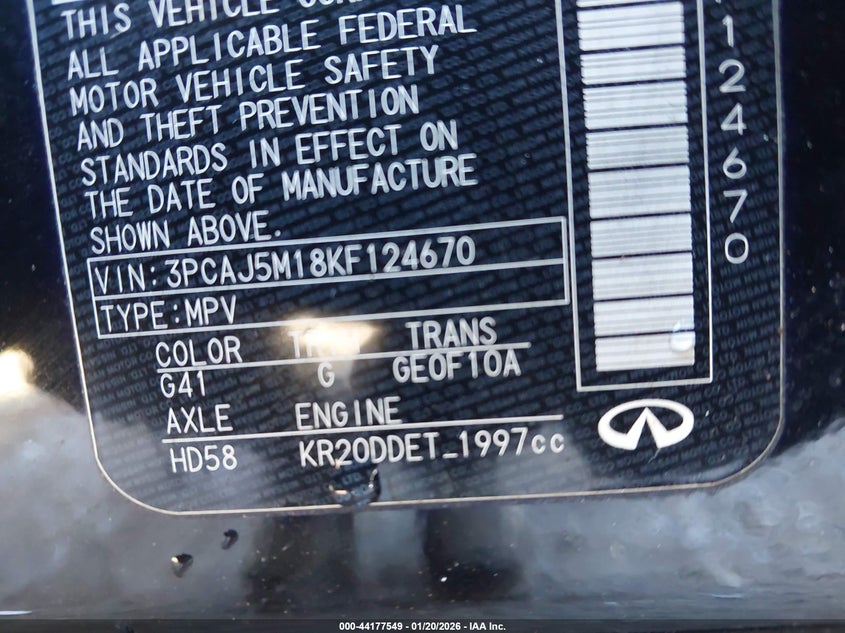 THIS VEHICLE
ALL APPLICABLE FEDERAL
MOTOR VEHICLE SAFETY
AND THEFT PREVENTION
STANDARDS IN EFFECT ON
THE DATE OF MANUFACTURE
SHOWN ABOVE.
VIN:3PCAJ5M18KF124670
TYPE:MPV
COLOR TRIM TRANS
G41 G GE0F10A
AXLE ENGINE
HD58 KR20DDET_1997cc
124670
000-44177549 - 01/20/2026 - IAA Inc.